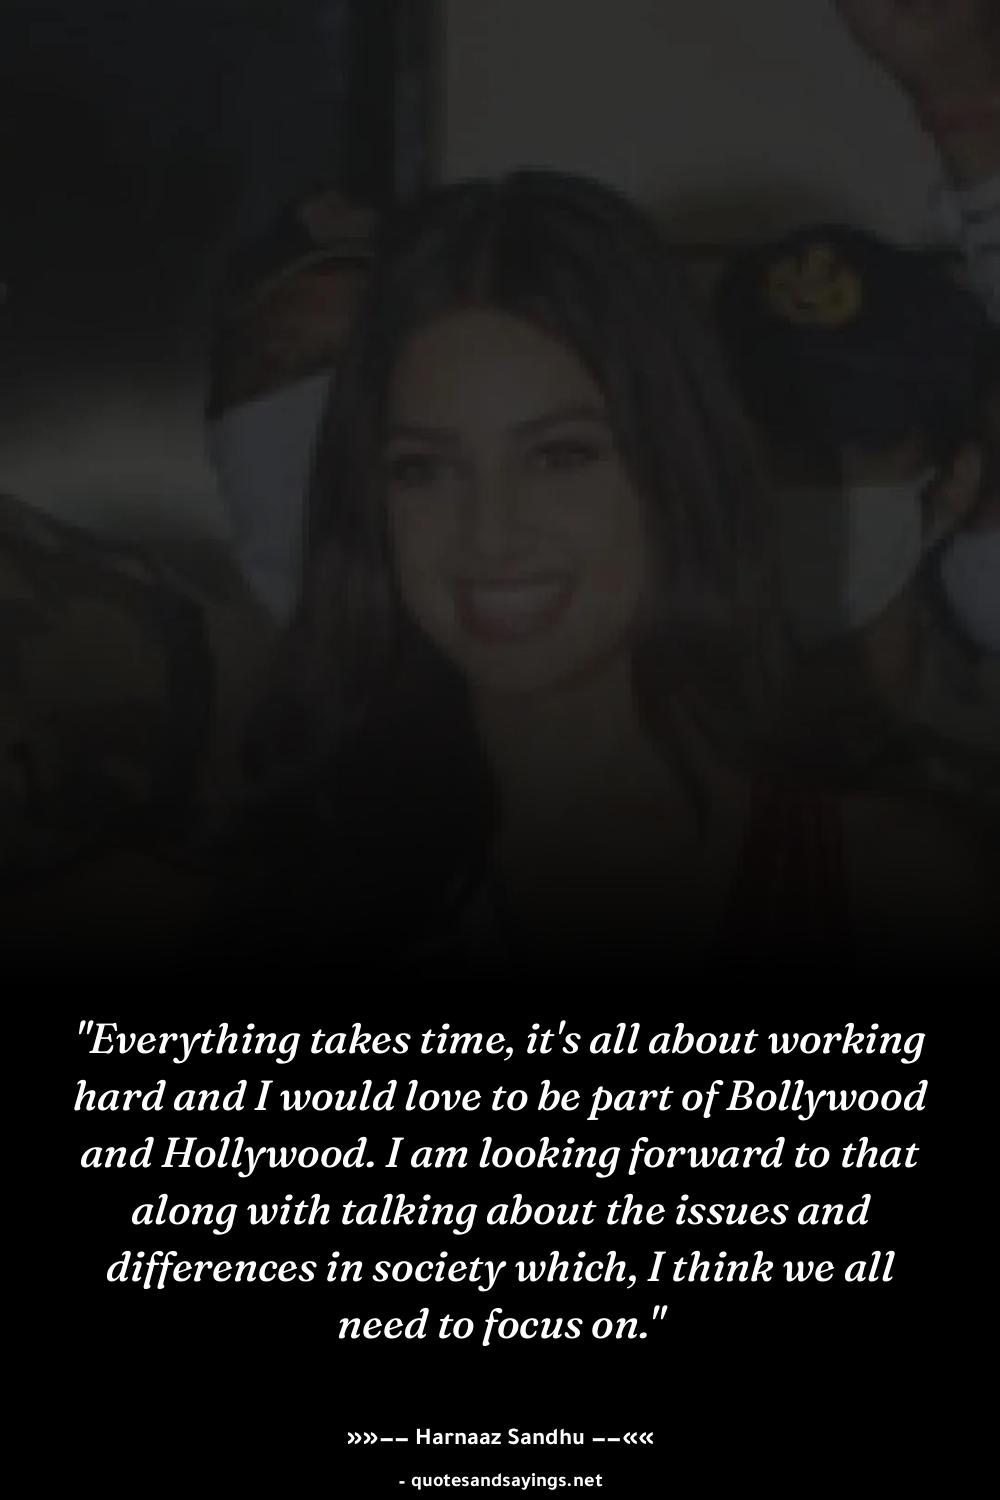 "Everything takes time, it's all about working
hard and I would love to be part of Bollywood
and Hollywood. I am looking forward to that
along with talking about the issues and
differences in society which, I think we all
need to focus on."
»»−− Harnaaz Sandhu −−««
- quotesandsayings.net